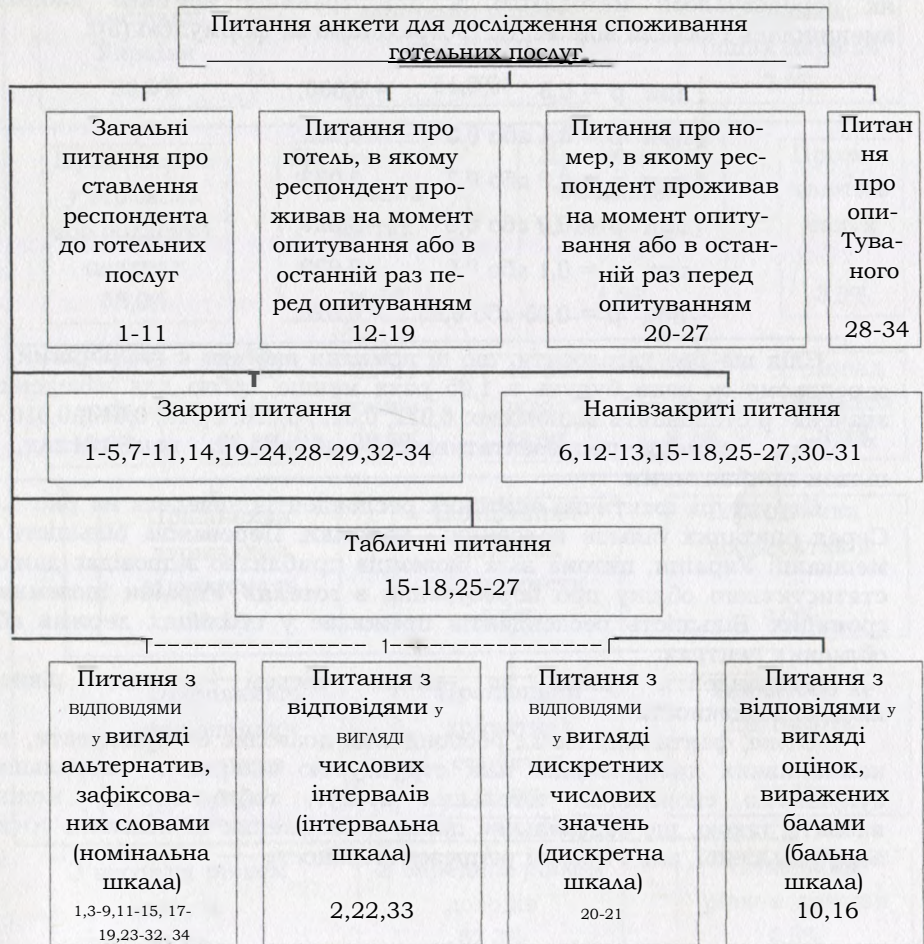 Питання анкети для дослідження споживання
готельних послуг
Загальні
питання про
ставлення
респондента
до готельних
послуг
1-11
Питання про
готель, в якому
респондент про-
живав на момент
опитування або в
останній раз пе-
ред опитуванням
12-19
Питання про но-
мер, в якому рес-
пондент проживав
на момент опиту-
вання або в остан-
ній раз перед
опитуванням
20-27
Питан
ня
про
опи-
Тува-
ного
28-34
Закриті питання
1-5,7-11,14,19-24,28-29,32-34
Напівзакриті питання
6,12-13,15-18,25-27,30-31
Табличні питання
15-18,25-27
Питання з
відповідями
у вигляді
альтернатив,
зафіксова-
них словами
(номінальна
шкала)
1,3-9,11-15, 17-
19,23-32. 34
Питання з
відповідями у
вигляді
числових
інтервалів
(інтервальна
шкала)
2,22,33
Питання з
відповідями
у вигляді
дискретних
числових
значень
(дискретна
шкала)
20-21
Питання з
відповідями у
вигляді
оцінок,
виражених
балами
(бальна
шкала)
10,16